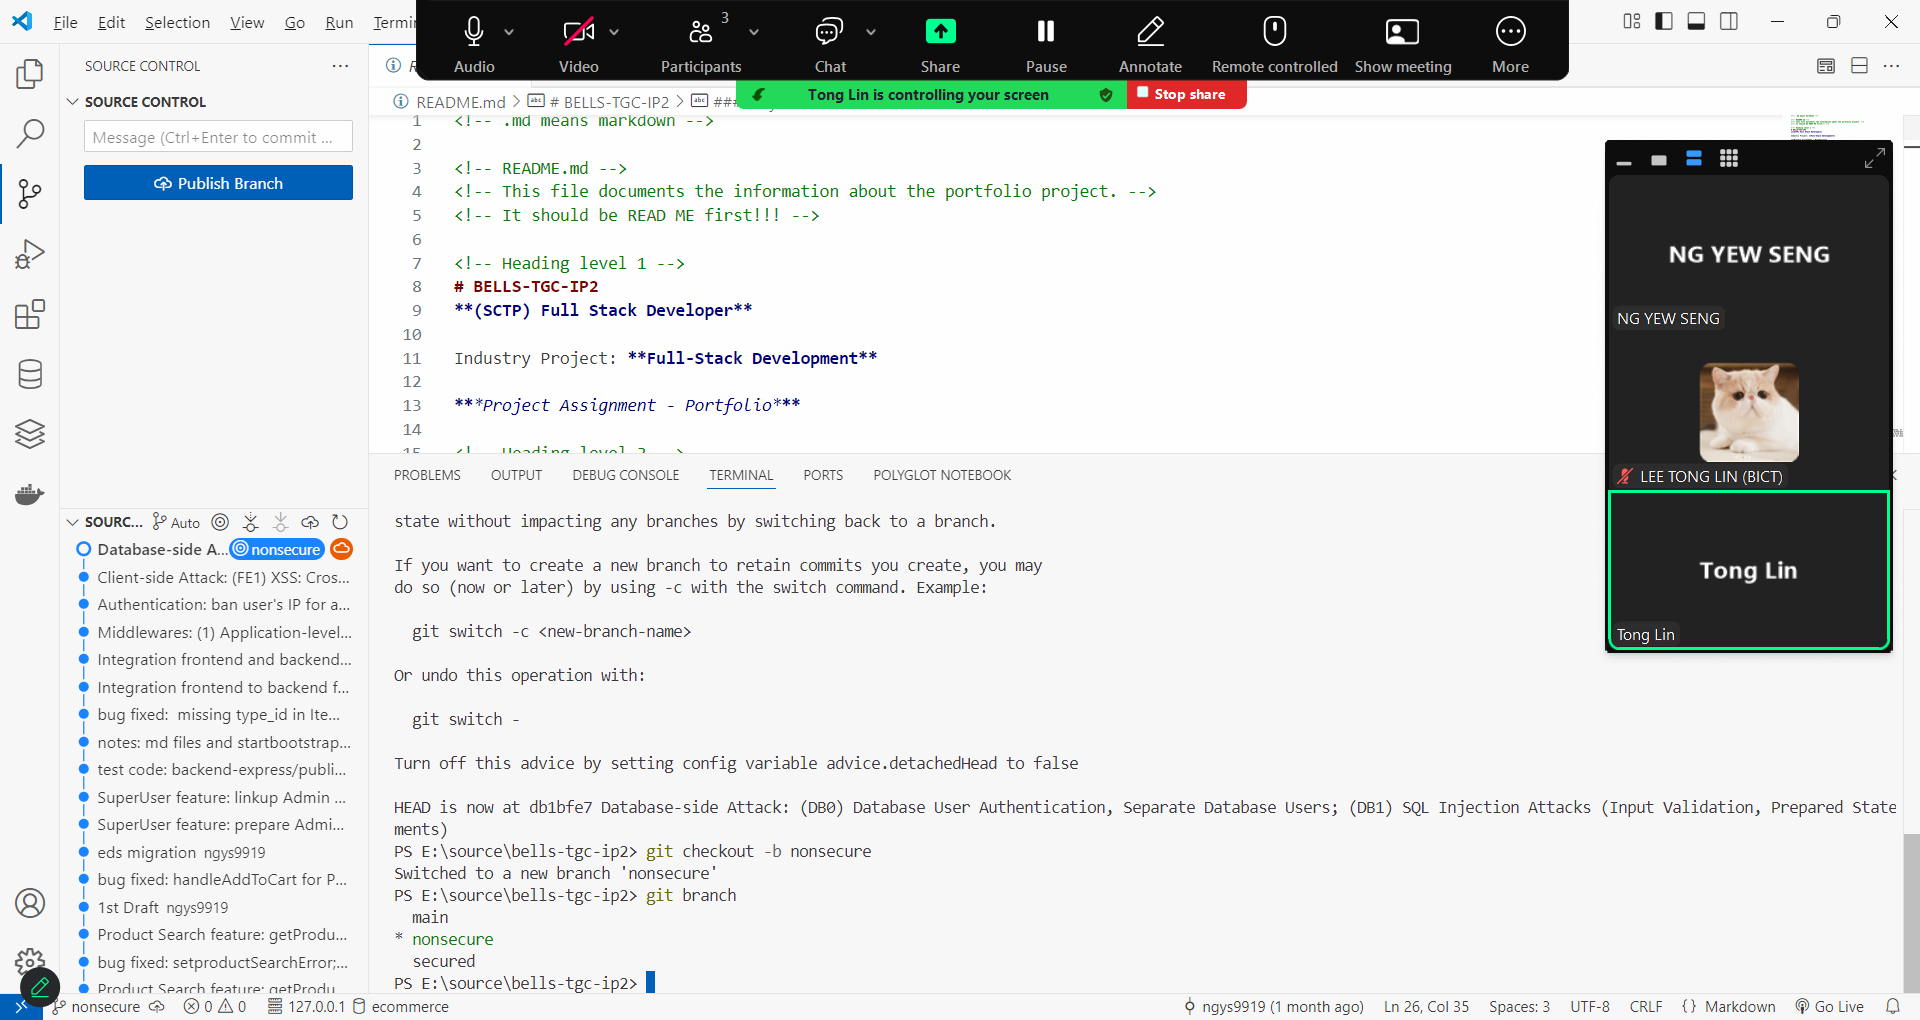 File Edit Selection View Go Run
Audio Video Participants 3 Chat Share Pause Annotate Remote controlled Show meeting More
Tong Lin is controlling your screen
Stop share
SOURCE CONTROL
SOURCE CONTROL
Message (Ctrl+Enter to commit ...
Publish Branch
README.md > # BELLS-TGC-IP2 >
1 <!-- .md means markdown -->
2
3 <!-- README.md -->
4 <!-- This file documents the information about the portfolio project. -->
5 <!-- It should be READ ME first!!! -->
6
7 <!-- Heading level 1 -->
8 # BELLS-TGC-IP2
9 **(SCTP) Full Stack Developer**
10
11 Industry Project: **Full-Stack Development**
12
13 ***Project Assignment - Portfolio***
14
NG YEW SENG
NG YEW SENG
LEE TONG LIN (BICT)
Tong Lin
Tong Lin
PROBLEMS OUTPUT DEBUG CONSOLE TERMINAL PORTS POLYGLOT NOTEBOOK
SOURC... Auto
Database-side A... nonsecure
Client-side Attack: (FE1) XSS: Cros...
Authentication: ban user's IP for a...
Middlewares: (1) Application-level...
Integration frontend and backend...
Integration frontend to backend f...
bug fixed: missing type_id in Ite...
notes: md files and startbootstrap...
test code: backend-express/publi...
SuperUser feature: linkup Admin ...
SuperUser feature: prepare Admi...
eds migration ngys9919
bug fixed: handleAddToCart for P...
1st Draft ngys9919
Product Search feature: getProdu...
bug fixed: setproductSearchError;...
Product Search feature: getProdu...
state without impacting any branches by switching back to a branch.
If you want to create a new branch to retain commits you create, you may
do so (now or later) by using -c with the switch command. Example:
git switch -c <new-branch-name>
Or undo this operation with:
git switch -
Turn off this advice by setting config variable advice.detachedHead to false
HEAD is now at db1bfe7 Database-side Attack: (DB0) Database User Authentication, Separate Database Users; (DB1) SQL Injection Attacks (Input Validation, Prepared State
ments)
PS E:\source\bells-tgc-ip2> git checkout -b nonsecure
Switched to a new branch 'nonsecure'
PS E:\source\bells-tgc-ip2> git branch
main
* nonsecure
secured
PS E:\source\bells-tgc-ip2>
nonsecure 0 0 127.0.0.1 ecommerce
ngys9919 (1 month ago) Ln 26, Col 35 Spaces: 3 UTF-8 CRLF {} Markdown Go Live